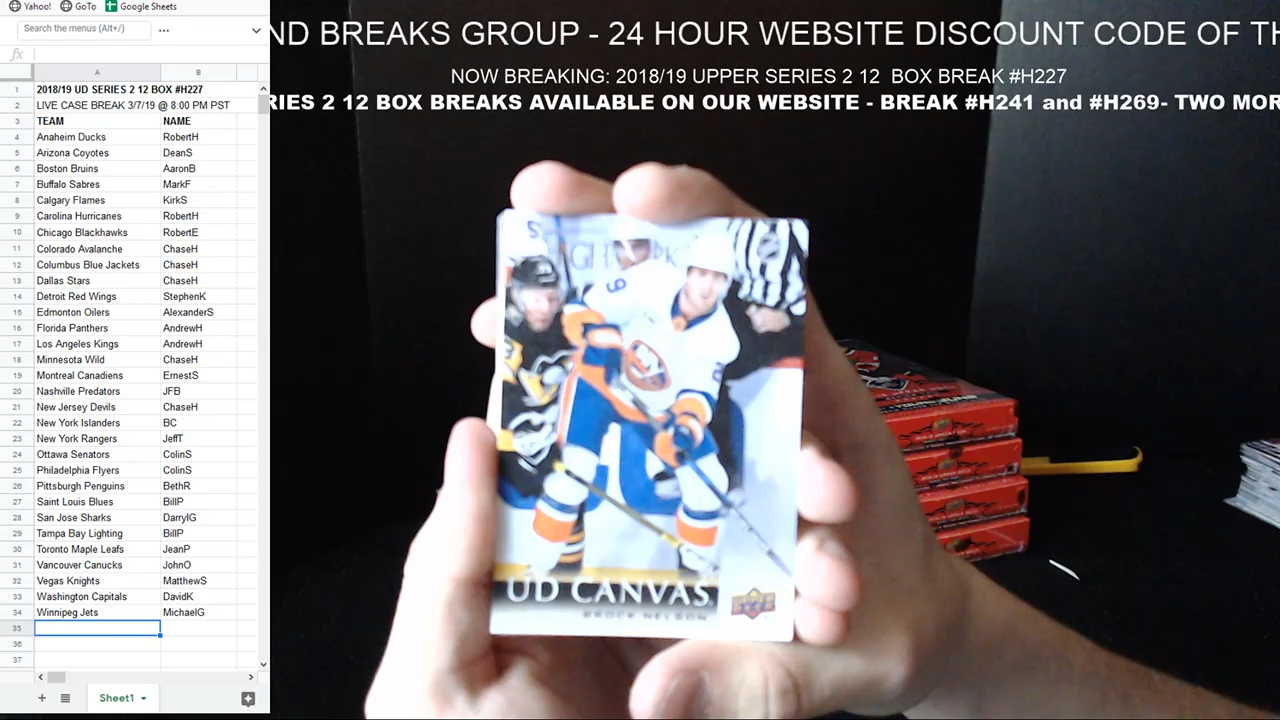 Yahoo!
GoTo
Google Sheets
Search the menus (Alt+/)
fx
A B
1 2018/19 UD SERIES 2 12 BOX #H227
2 LIVE CASE BREAK 3/7/19 @ 8:00 PM PST
3 TEAM NAME
4 Anaheim Ducks RobertH
5 Arizona Coyotes DeanS
6 Boston Bruins AaronB
7 Buffalo Sabres MarkF
8 Calgary Flames KirkS
9 Carolina Hurricanes RobertH
10 Chicago Blackhawks RobertE
11 Colorado Avalanche ChaseH
12 Columbus Blue Jackets ChaseH
13 Dallas Stars ChaseH
14 Detroit Red Wings StephenK
15 Edmonton Oilers AlexanderS
16 Florida Panthers AndrewH
17 Los Angeles Kings AndrewH
18 Minnesota Wild ChaseH
19 Montreal Canadiens ErnestS
20 Nashville Predators JFB
21 New Jersey Devils ChaseH
22 New York Islanders BC
23 New York Rangers JeffT
24 Ottawa Senators ColinS
25 Philadelphia Flyers ColinS
26 Pittsburgh Penguins BethR
27 Saint Louis Blues BillP
28 San Jose Sharks DarrylG
29 Tampa Bay Lighting BillP
30 Toronto Maple Leafs JeanP
31 Vancouver Canucks JohnO
32 Vegas Knights MatthewS
33 Washington Capitals DavidK
34 Winnipeg Jets MichaelG
35
36
37
Sheet1
ND BREAKS GROUP - 24 HOUR WEBSITE DISCOUNT CODE OF TH
NOW BREAKING: 2018/19 UPPER SERIES 2 12 BOX BREAK #H227
RIES 2 12 BOX BREAKS AVAILABLE ON OUR WEBSITE - BREAK #H241 and #H269- TWO MOR
UD CANVAS
BROCK NELSON